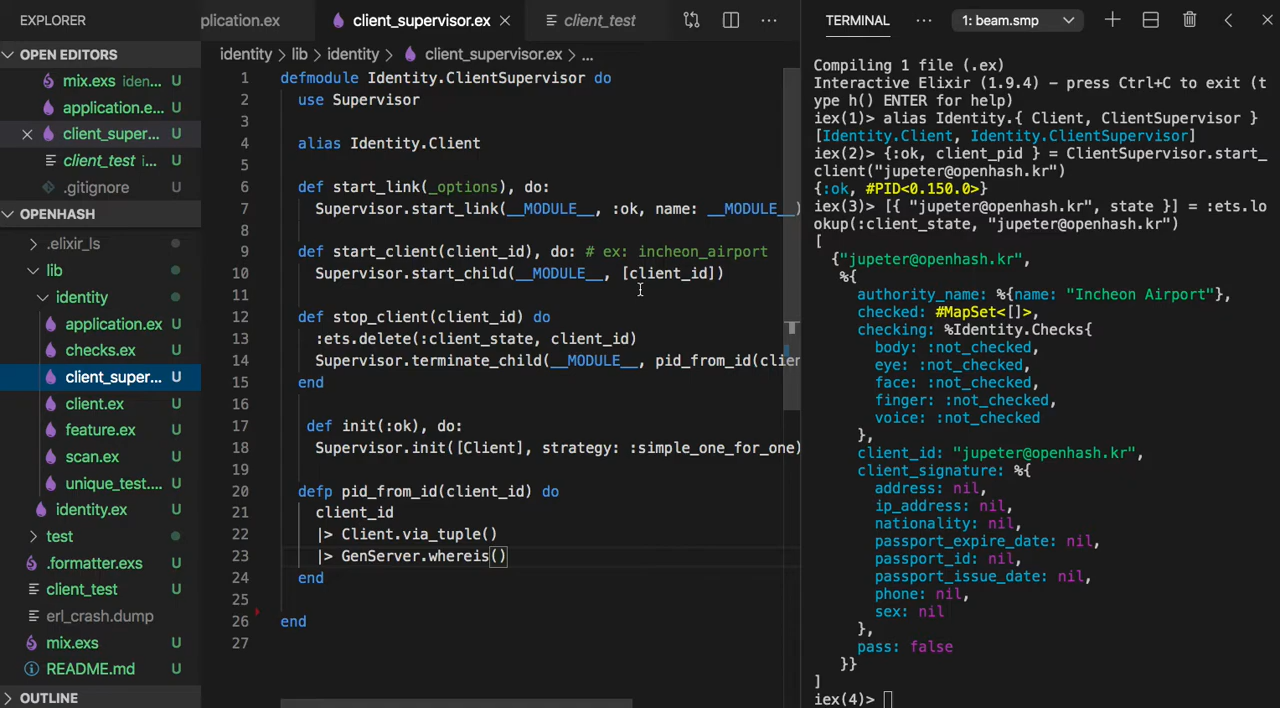 EXPLORER
OPEN EDITORS
mix.exs iden... U
application.e... U
client_super... U
client_test i... U
.gitignore U
OPENHASH
.elixir_ls
lib
identity
application.ex U
checks.ex U
client_super... U
client.ex U
feature.ex U
scan.ex U
unique_test.... U
identity.ex U
test
.formatter.exs U
client_test U
erl_crash.dump U
mix.exs U
README.md U
OUTLINE
plication.ex
client_supervisor.ex
client_test
identity > lib > identity > client_supervisor.ex > ...
1 defmodule Identity.ClientSupervisor do
2 use Supervisor
3
4 alias Identity.Client
5
6 def start_link(_options), do:
7 Supervisor.start_link(__MODULE__, :ok, name: __MODULE__)
8
9 def start_client(client_id), do: # ex: incheon_airport
10 Supervisor.start_child(__MODULE__, [client_id])
11
12 def stop_client(client_id) do
13 :ets.delete(:client_state, client_id)
14 Supervisor.terminate_child(__MODULE__, pid_from_id(clien
15 end
16
17 def init(:ok), do:
18 Supervisor.init([Client], strategy: :simple_one_for_one)
19
20 defp pid_from_id(client_id) do
21 client_id
22 |> Client.via_tuple()
23 |> GenServer.whereis()
24 end
25
26 end
27
TERMINAL
1: beam.smp
Compiling 1 file (.ex)
Interactive Elixir (1.9.4) - press Ctrl+C to exit (t
ype h() ENTER for help)
iex(1)> alias Identity.{ Client, ClientSupervisor }
[Identity.Client, Identity.ClientSupervisor]
iex(2)> {:ok, client_pid } = ClientSupervisor.start_
client("jupeter@openhash.kr")
{:ok, #PID<0.150.0>}
iex(3)> [{ "jupeter@openhash.kr", state }] = :ets.lo
okup(:client_state, "jupeter@openhash.kr")
[
{"jupeter@openhash.kr",
%{
authority_name: %{name: "Incheon Airport"},
checked: #MapSet<[]>,
checking: %Identity.Checks{
body: :not_checked,
eye: :not_checked,
face: :not_checked,
finger: :not_checked,
voice: :not_checked
},
client_id: "jupeter@openhash.kr",
client_signature: %{
address: nil,
ip_address: nil,
nationality: nil,
passport_expire_date: nil,
passport_id: nil,
passport_issue_date: nil,
phone: nil,
sex: nil
},
pass: false
}}
]
iex(4)>